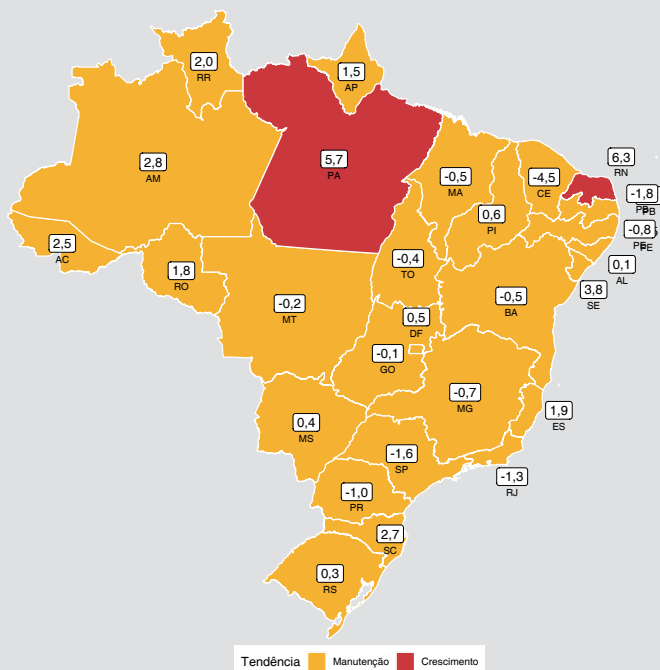 2,0
RR
1,5
AP
2,8
AM
5,7
PA
-0,5
MA
-4,5
CE
6,3
RN
-1,8
PB
0,6
PI
-0,8
PE
2,5
AC
1,8
RO
-0,4
TO
0,1
AL
3,8
SE
-0,2
MT
-0,5
BA
0,5
DF
-0,1
GO
-0,7
MG
1,9
ES
0,4
MS
-1,6
SP
-1,3
RJ
-1,0
PR
2,7
SC
0,3
RS
Tendência Manutenção Crescimento